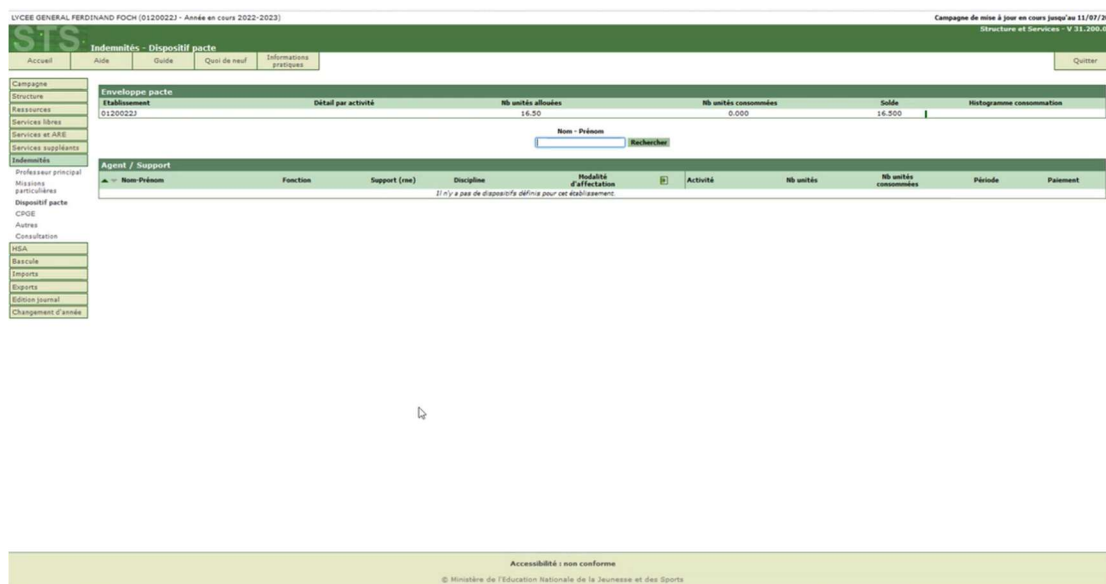 LYCEE GENERAL FERDINAND FOCH (0120022J - Année en cours 2022-2023)
Campagne de mise à jour en cours jusqu'au 11/07/20
Structure et Services - V 31.200.0
STS
Indemnités - Dispositif pacte
Accueil Aide Guide Quoi de neuf Informations pratiques Quitter
Campagne
Structure
Ressources
Services libres
Services et ARE
Services suppléants
Indemnités
Professeur principal
Missions particulières
Dispositif pacte
CPGE
Autres
Consultation
HSA
Bascule
Imports
Exports
Edition journal
Changement d'année
Enveloppe pacte
Etablissement Détail par activité Nb unités allouées Nb unités consommées Solde Histogramme consommation
0120022J 16.50 0.000 16.500
Nom - Prénom
Rechercher
Agent / Support
Nom-Prénom Fonction Support (rne) Discipline Modalité d'affectation Activité Nb unités Nb unités consommées Période Paiement
Il n'y a pas de dispositifs définis pour cet établissement.
Accessibilité : non conforme
© Ministère de l'Education Nationale de la Jeunesse et des Sports